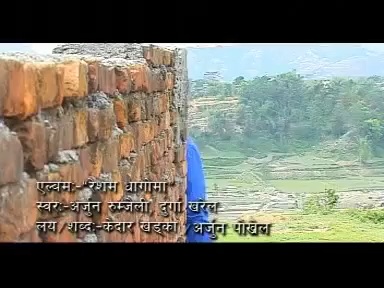 एल्बमः-"रेशम धागोमा
स्वरः-अर्जुन रुम्जेली, दुर्गा खरेल
लय/शब्दः-केदार खड्का /अर्जुन पोखेल